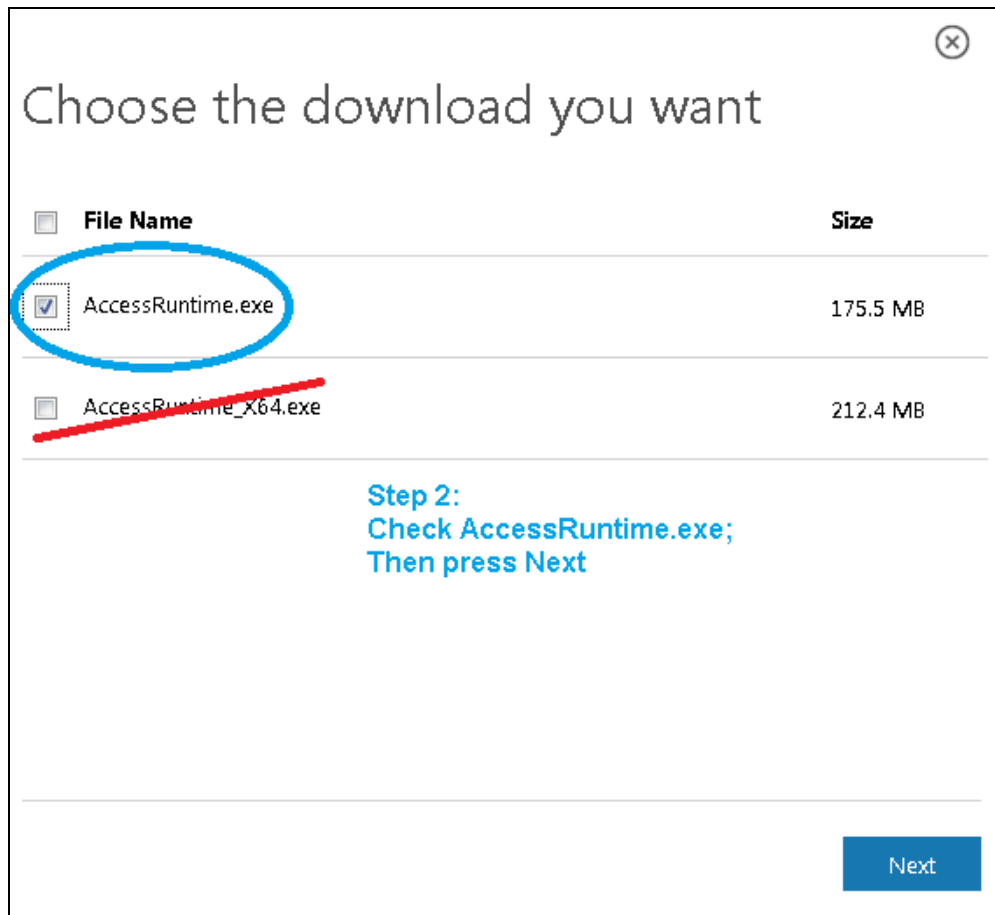 Choose the download you want
File Name Size
AccessRuntime.exe 175.5 MB
AccessRuntime_X64.exe 212.4 MB
Step 2:
Check AccessRuntime.exe;
Then press Next
Next